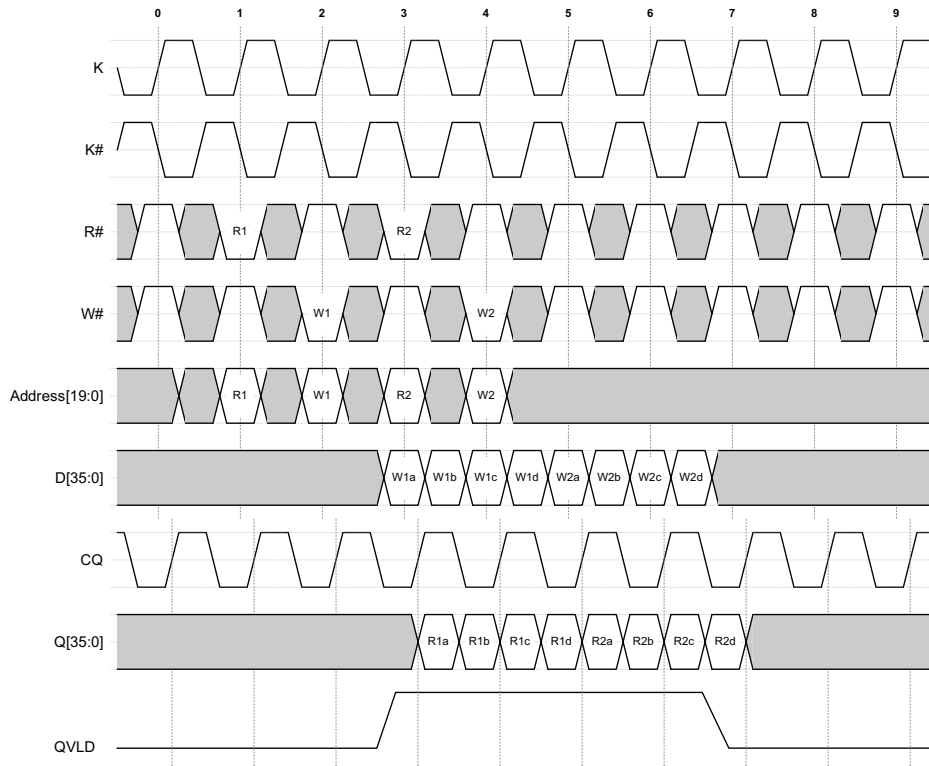 0 1 2 3 4 5 6 7 8 9
K
K#
R# R1 R2
W# W1 W2
Address[19:0] R1 W1 R2 W2
D[35:0] W1a W1b W1c W1d W2a W2b W2c W2d
CQ
Q[35:0] R1a R1b R1c R1d R2a R2b R2c R2d
QVLD